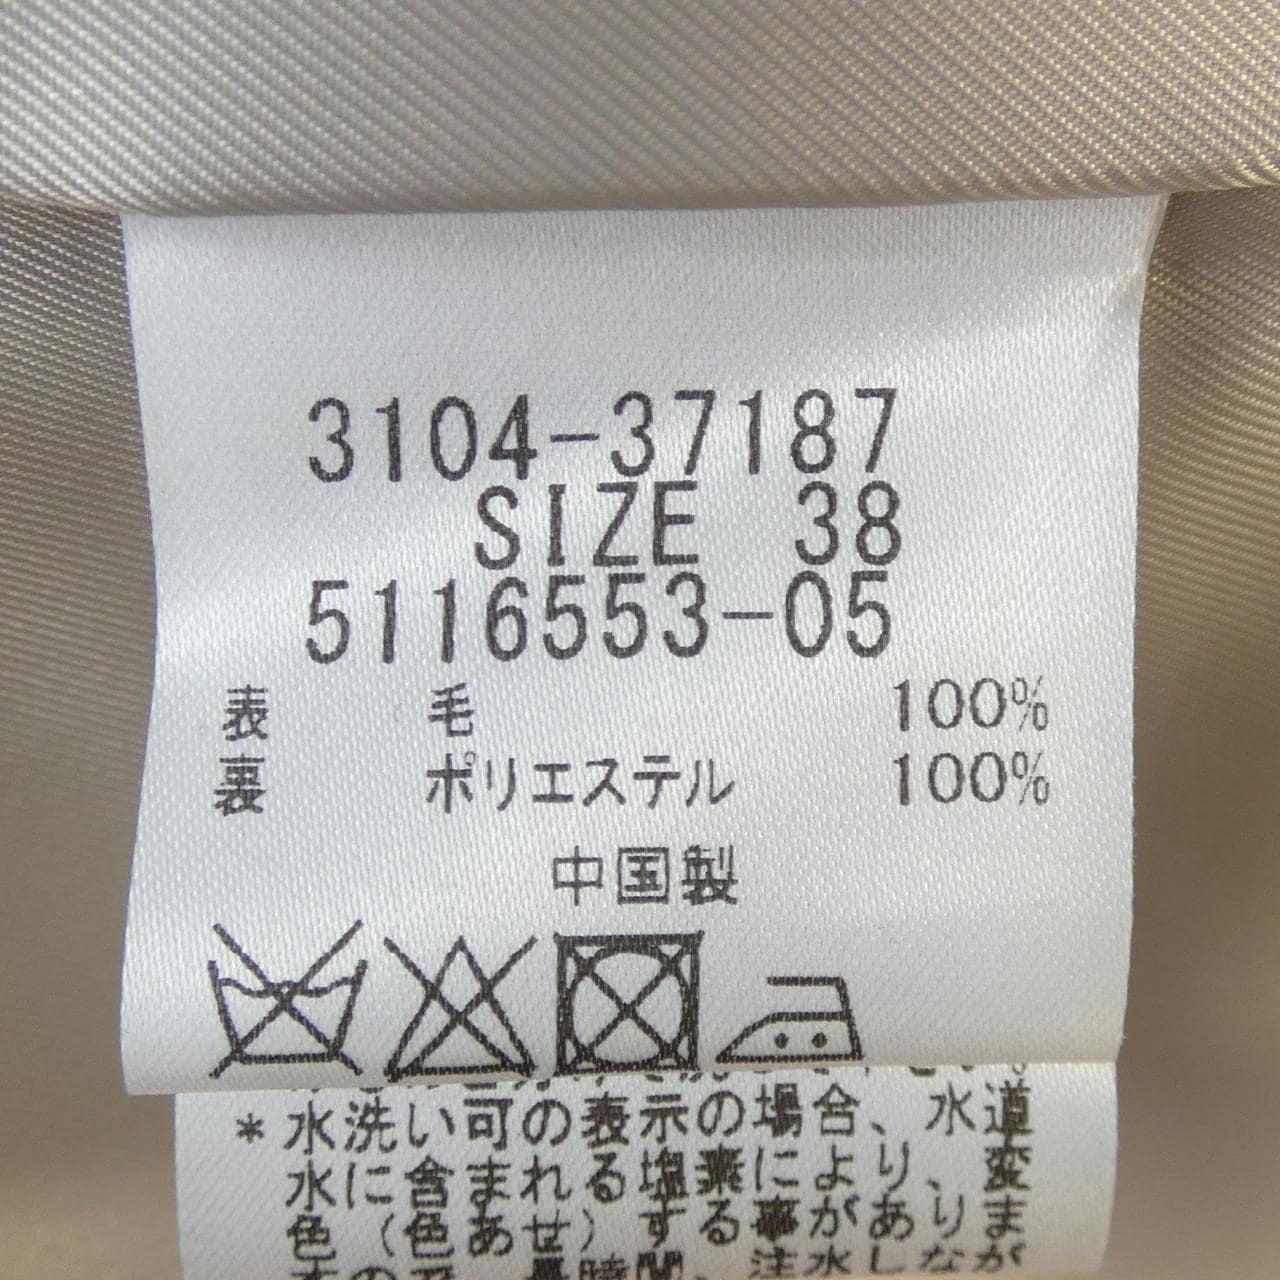 3104-37187
SIZE 38
5116553-05
表 毛 100%
裏 ポリエステル 100%
中国製
*水洗い可の表示の場合、水道
水に含まれる塩素により、変
色(色あせ)する事がありま